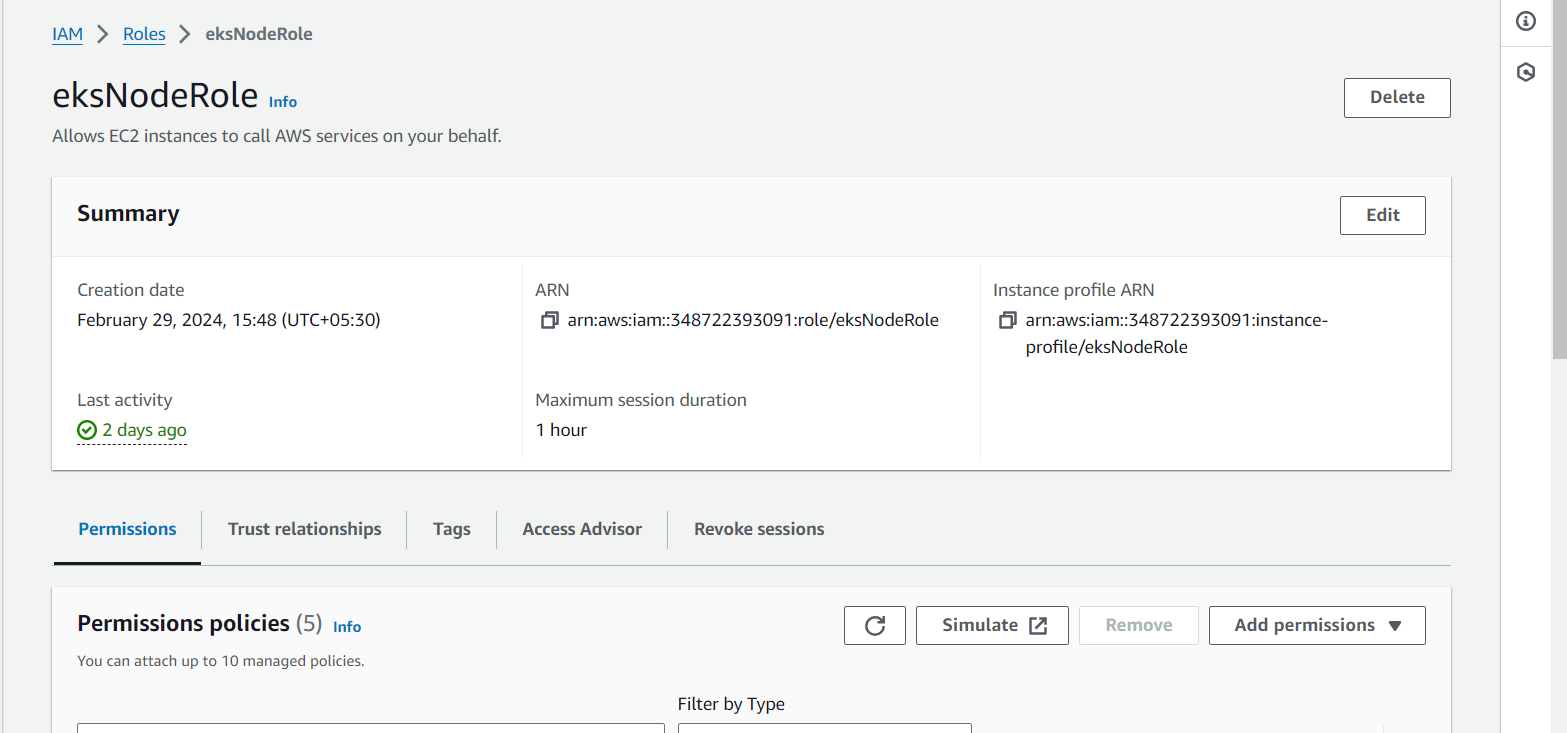 IAM > Roles > eksNodeRole
eksNodeRole Info
Delete
Allows EC2 instances to call AWS services on your behalf.
Summary
Edit
Creation date
February 29, 2024, 15:48 (UTC+05:30)
ARN
arn:aws:iam::348722393091:role/eksNodeRole
Instance profile ARN
arn:aws:iam::348722393091:instance-
profile/eksNodeRole
Last activity
2 days ago
Maximum session duration
1 hour
Permissions
Trust relationships
Tags
Access Advisor
Revoke sessions
Permissions policies (5) Info
Simulate
Remove
Add permissions
You can attach up to 10 managed policies.
Filter by Type